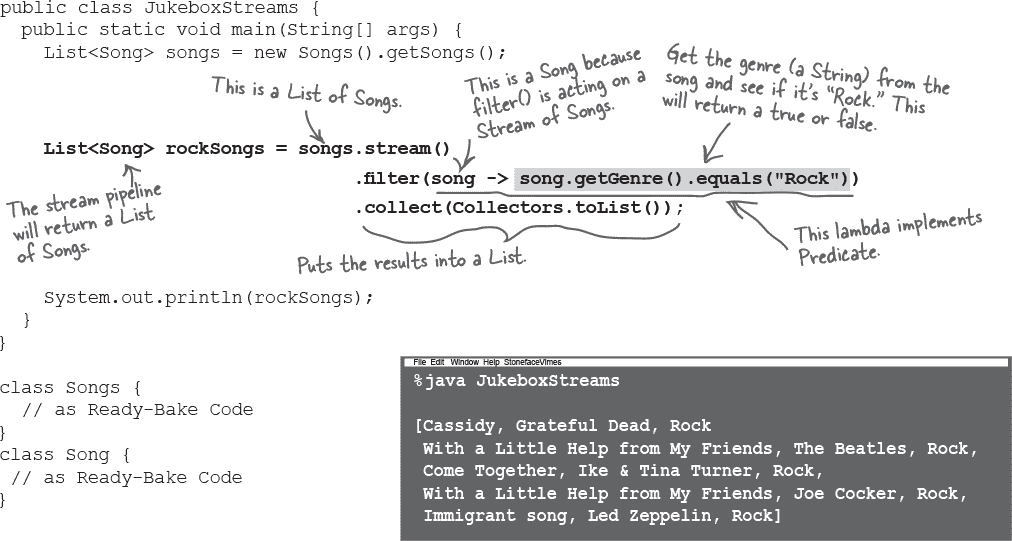 public class JukeboxStreams {
public static void main(String[] args) {
List<Song> songs = new Songs().getSongs();
This is a List of Songs.
This is a Song because
filter() is acting on a
Stream of Songs.
Get the genre (a String) from the
song and see if it's "Rock." This
will return a true or false.
List<Song> rockSongs = songs.stream()
.filter(song -> song.getGenre().equals("Rock"))
.collect(Collectors.toList());
The stream pipeline
will return a List
of Songs.
Puts the results into a List.
This lambda implements
Predicate.
System.out.println(rockSongs);
}
}
class Songs {
// as Ready-Bake Code
}
class Song {
// as Ready-Bake Code
}
File Edit Window Help StonefaceVimes
%java JukeboxStreams
[Cassidy, Grateful Dead, Rock
With a Little Help from My Friends, The Beatles, Rock,
Come Together, Ike & Tina Turner, Rock,
With a Little Help from My Friends, Joe Cocker, Rock,
Immigrant song, Led Zeppelin, Rock]